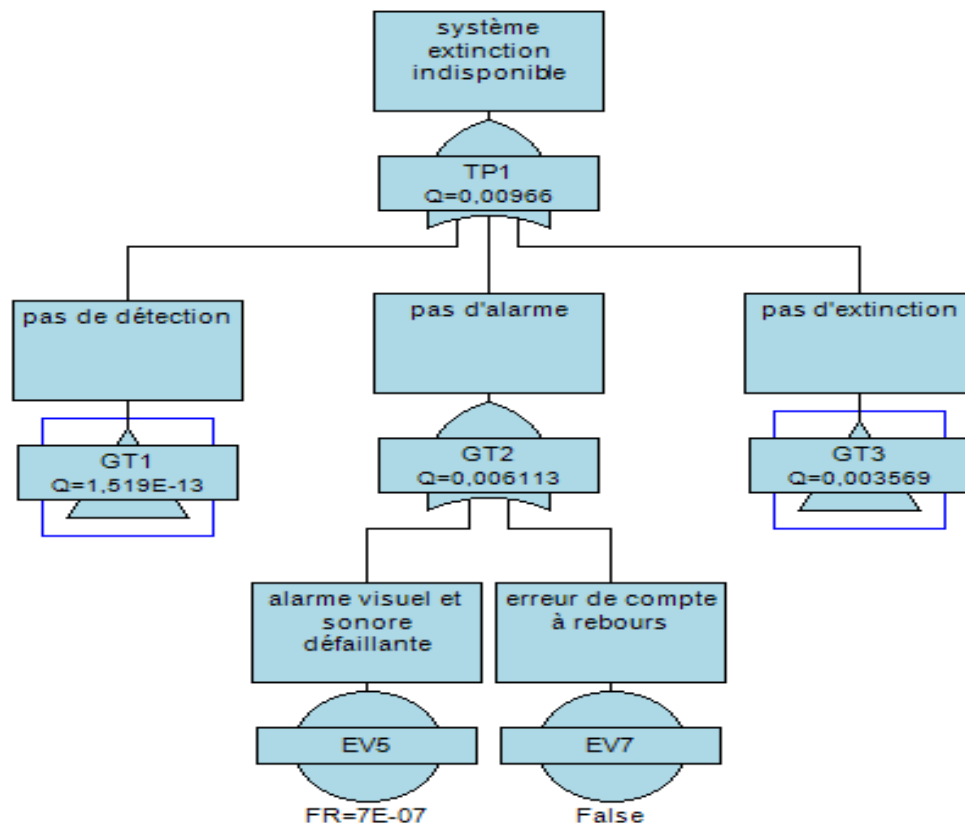 système
extinction
indisponible
TP1
Q=0,00966
pas de détection
pas d'alarme
pas d'extinction
GT1
Q=1,519E-13
GT2
Q=0,006113
GT3
Q=0,003569
alarme visuel et
sonore
défaillante
erreur de compte
à rebours
EV5
EV7
FR=7E-07
False